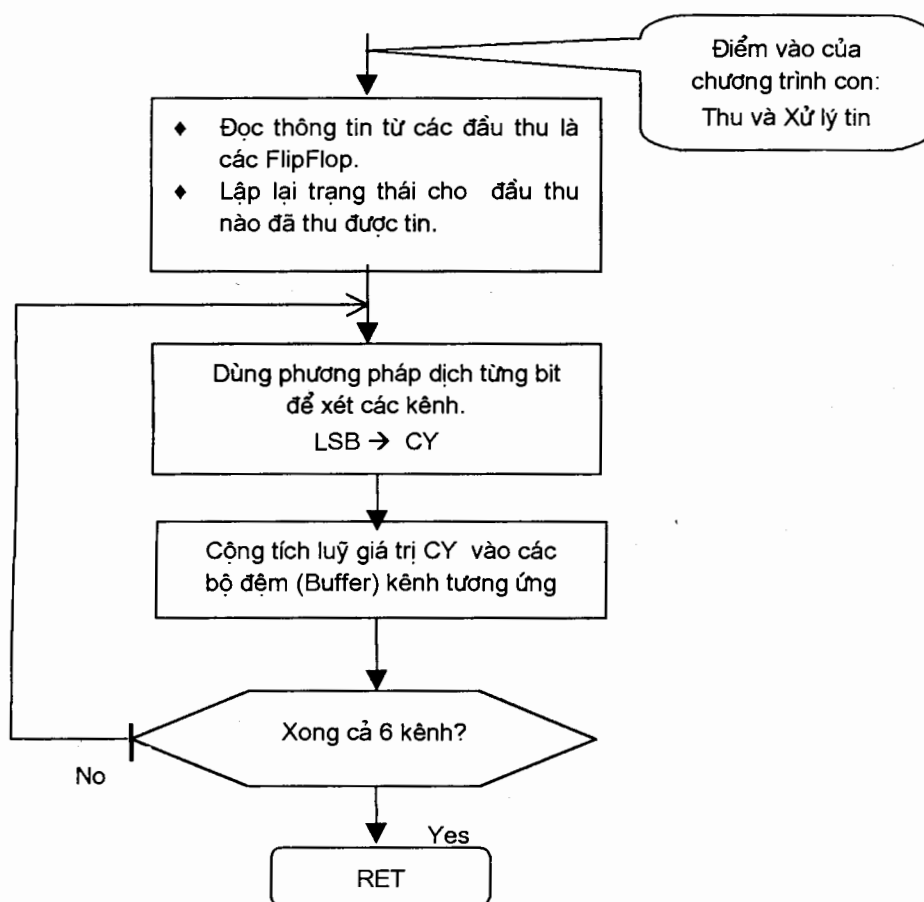 Điểm vào của
chương trình con:
Thu và Xử lý tin
♦ Đọc thông tin từ các đầu thu là
các FlipFlop.
♦ Lập lại trạng thái cho đầu thu
nào đã thu được tin.
Dùng phương pháp dịch từng bit
để xét các kênh.
LSB → CY
Cộng tích luỹ giá trị CY vào các
bộ đệm (Buffer) kênh tương ứng
Xong cả 6 kênh?
No
Yes
RET